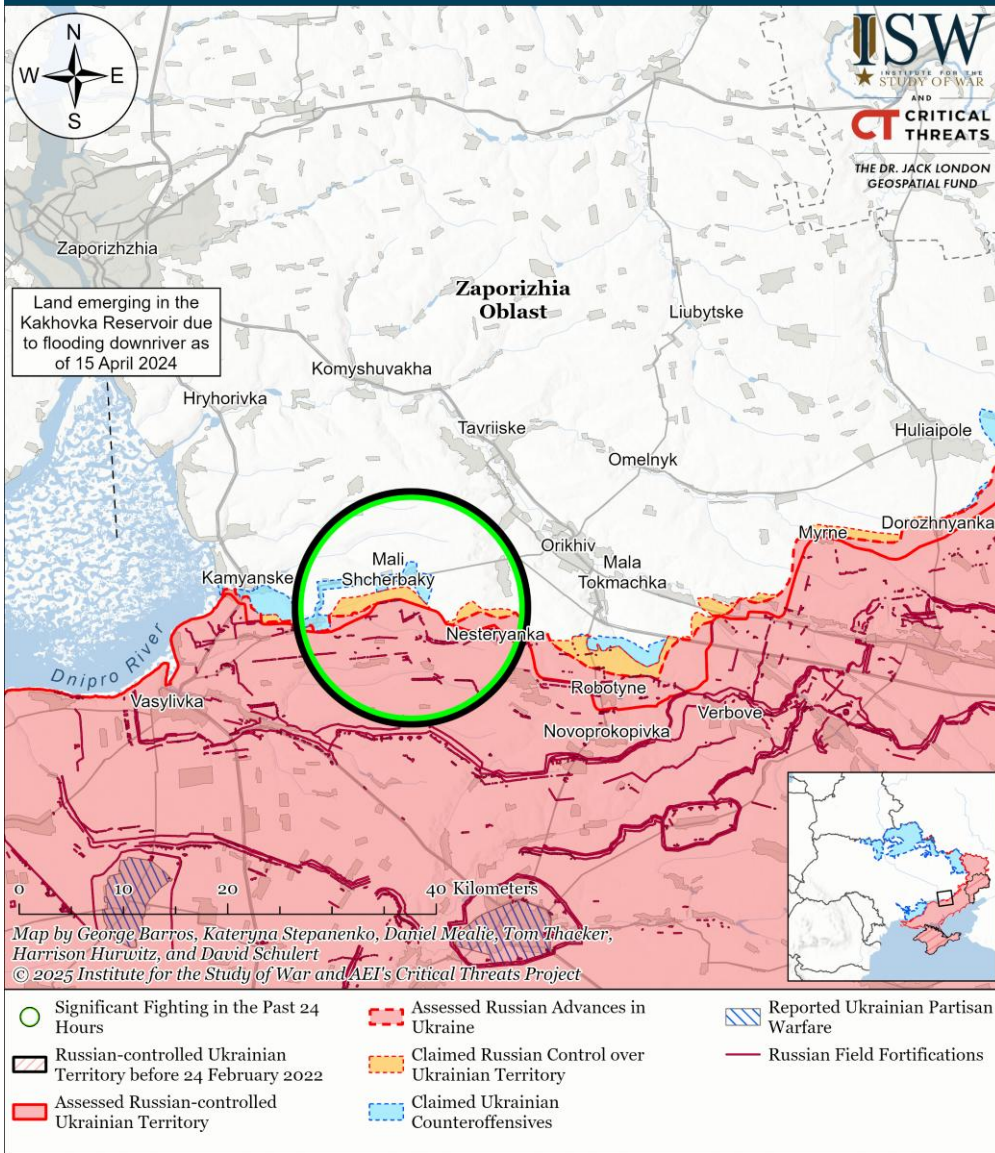 N
W
E
S
ISW
INSTITUTE FOR THE
STUDY OF WAR
AND
CT CRITICAL
THREATS
THE DR. JACK LONDON
GEOSPATIAL FUND
Zaporizhzhia
Land emerging in the
Kakhovka Reservoir due
to flooding downriver as
of 15 April 2024
Zaporizhia
Oblast
Liubytske
Komyshuvakha
Hryhorivka
Tavriiske
Huliaipole
Omelnyk
Dorozhnyanka
Myrne
Orikhiv
Mali
Shcherbaky
Mala
Tokmachka
Kamyanske
Nesteryanka
Dnipro River
Robotyne
Vasylivka
Verbove
Novoprokopivka
0 10 20 40 Kilometers
Map by George Barros, Kateryna Stepanenko, Daniel Mealie, Tom Thacker,
Harrison Hurwitz, and David Schulert
© 2025 Institute for the Study of War and AEI's Critical Threats Project
Significant Fighting in the Past 24
Hours
Russian-controlled Ukrainian
Territory before 24 February 2022
Assessed Russian-controlled
Ukrainian Territory
Assessed Russian Advances in
Ukraine
Claimed Russian Control over
Ukrainian Territory
Claimed Ukrainian
Counteroffensives
Reported Ukrainian Partisan
Warfare
Russian Field Fortifications